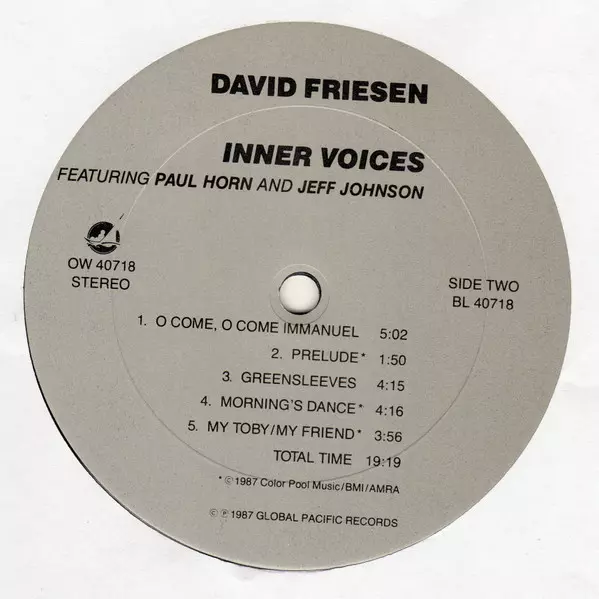 DAVID FRIESEN
INNER VOICES
FEATURING PAUL HORN AND JEFF JOHNSON
OW 40718
STEREO
SIDE TWO
BL 40718
1. O COME, O COME IMMANUEL 5:02
2. PRELUDE* 1:50
3. GREENSLEEVES 4:15
4. MORNING'S DANCE* 4:16
5. MY TOBY/MY FRIEND* 3:56
TOTAL TIME 19:19
* ©1987 Color Pool Music/BMI/AMRA
© ℗ 1987 GLOBAL PACIFIC RECORDS